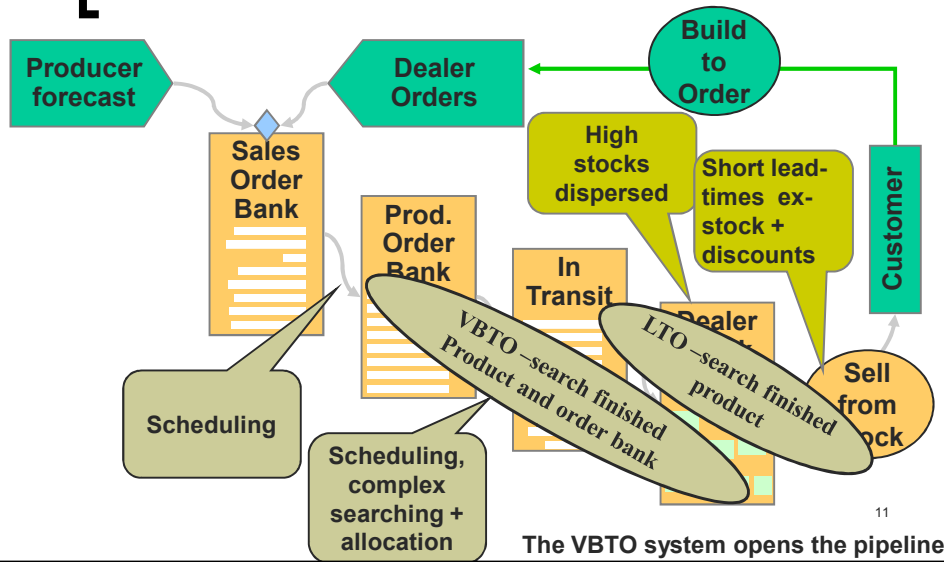 Producer
forecast
Dealer
Orders
Build
to
Order
Sales
Order
Bank
High
stocks
dispersed
Short lead-
times ex-
stock +
discounts
Customer
Prod.
Order
Bank
In
Transit
Dealer
VBTO –search finished
Product and order bank
LTO –search finished
product
Sell
from
Scheduling
Scheduling,
complex
searching +
allocation
11
The VBTO system opens the pipeline